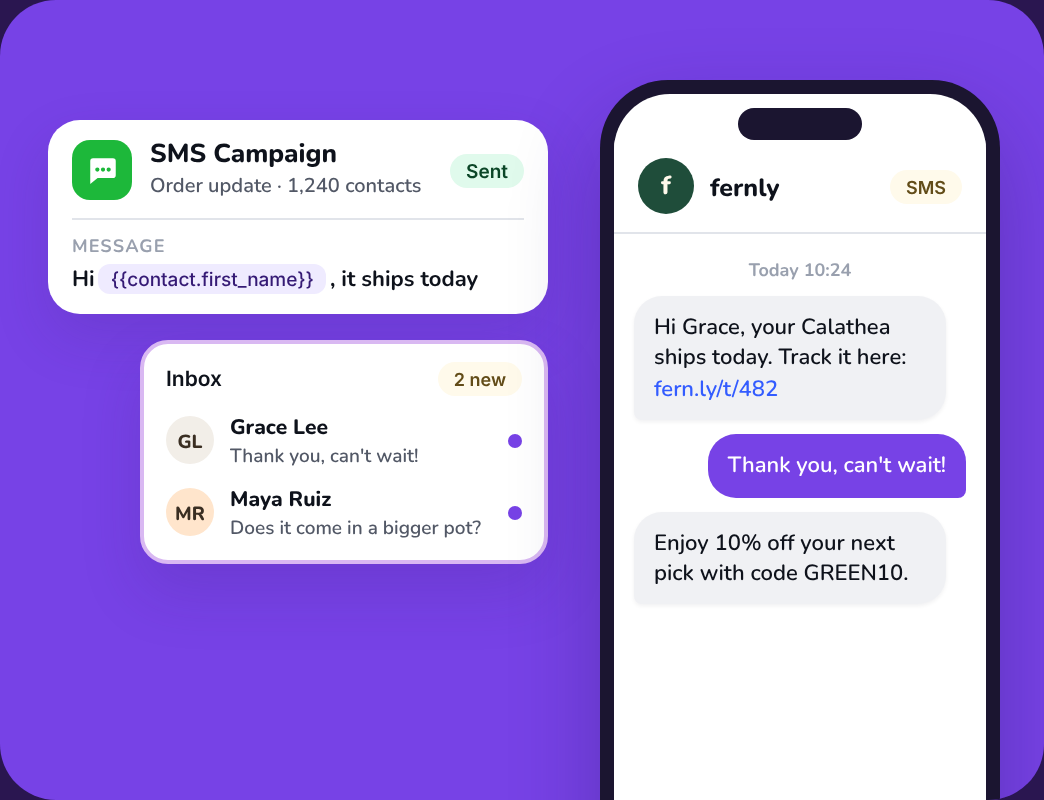 SMS Campaign
Order update · 1,240 contacts
Sent
MESSAGE
Hi {{contact.first_name}} , it ships today
Inbox
2 new
GL
Grace Lee
Thank you, can't wait!
MR
Maya Ruiz
Does it come in a bigger pot?
f
fernly
SMS
Today 10:24
Hi Grace, your Calathea
ships today. Track it here:
fern.ly/t/482
Thank you, can't wait!
Enjoy 10% off your next
pick with code GREEN10.